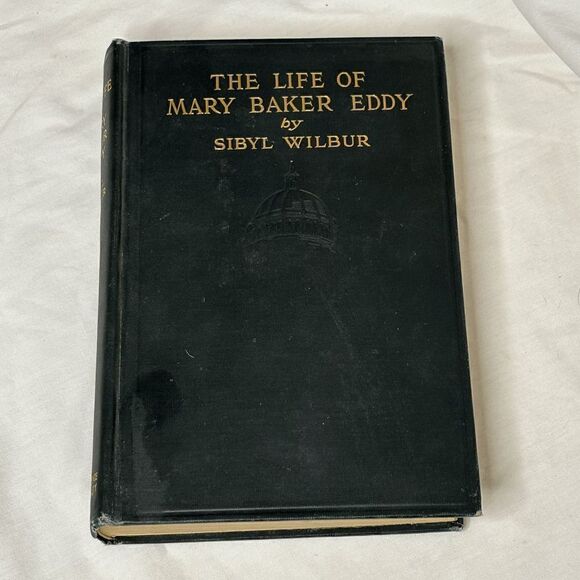 THE LIFE OF
MARY BAKER EDDY
by
SIBYL WILBUR